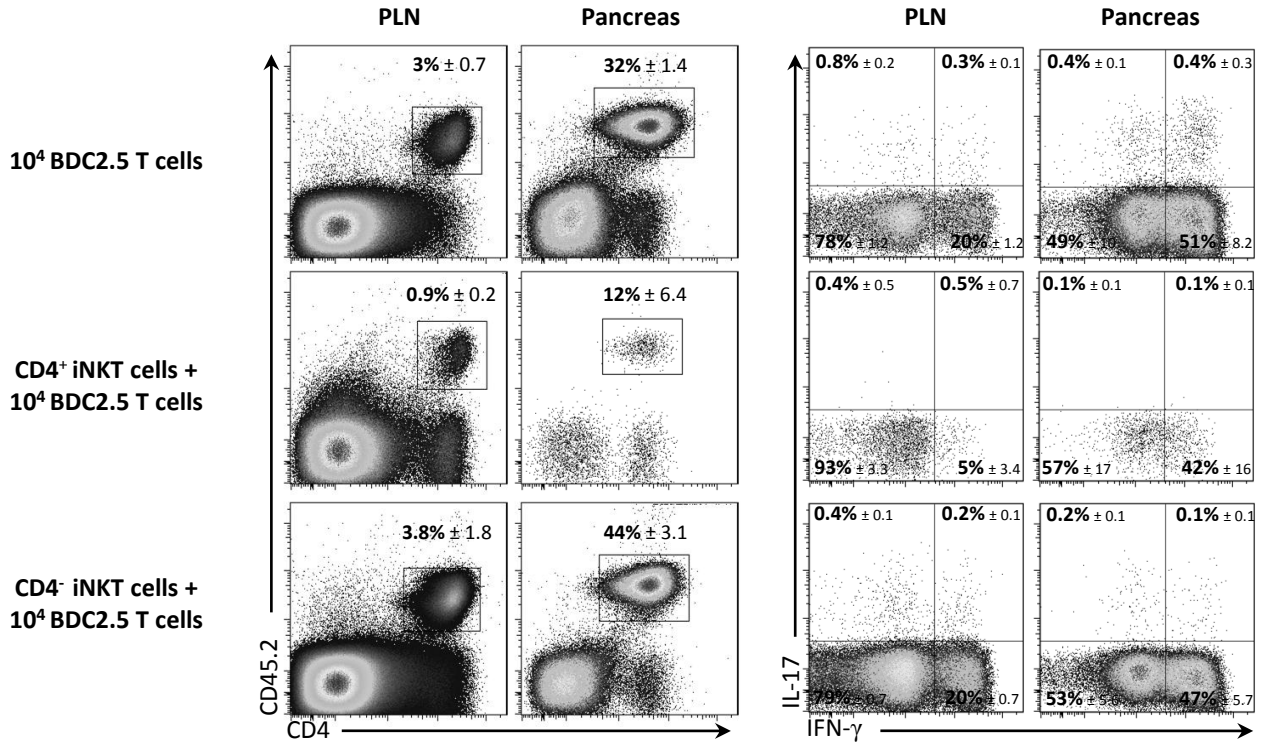 PLN Pancreas PLN Pancreas
3% ± 0.7 32% ± 1.4 0.8% ± 0.2 0.3% ± 0.1 0.4% ± 0.1 0.4% ± 0.3
10⁴ BDC2.5 T cells
78% ± 1.2 20% ± 1.2 49% ± 51% ± 8.2
0.9% ± 0.2 12% ± 6.4 0.4% ± 0.5 0.5% ± 0.7 0.1% ± 0.1 0.1% ± 0.1
CD4⁺ iNKT cells +
10⁴ BDC2.5 T cells
93% ± 3.3 5% ± 3.4 57% ± 17 42% ± 16
3.8% ± 1.8 44% ± 3.1 0.4% ± 0.1 0.2% ± 0.1 0.2% ± 0.1 0.1% ± 0.1
CD4⁻ iNKT cells +
10⁴ BDC2.5 T cells
79% ± 0.7 20% ± 0.7 53% ± 47% ± 5.7
CD45.2
IL-17
CD4 IFN-γ